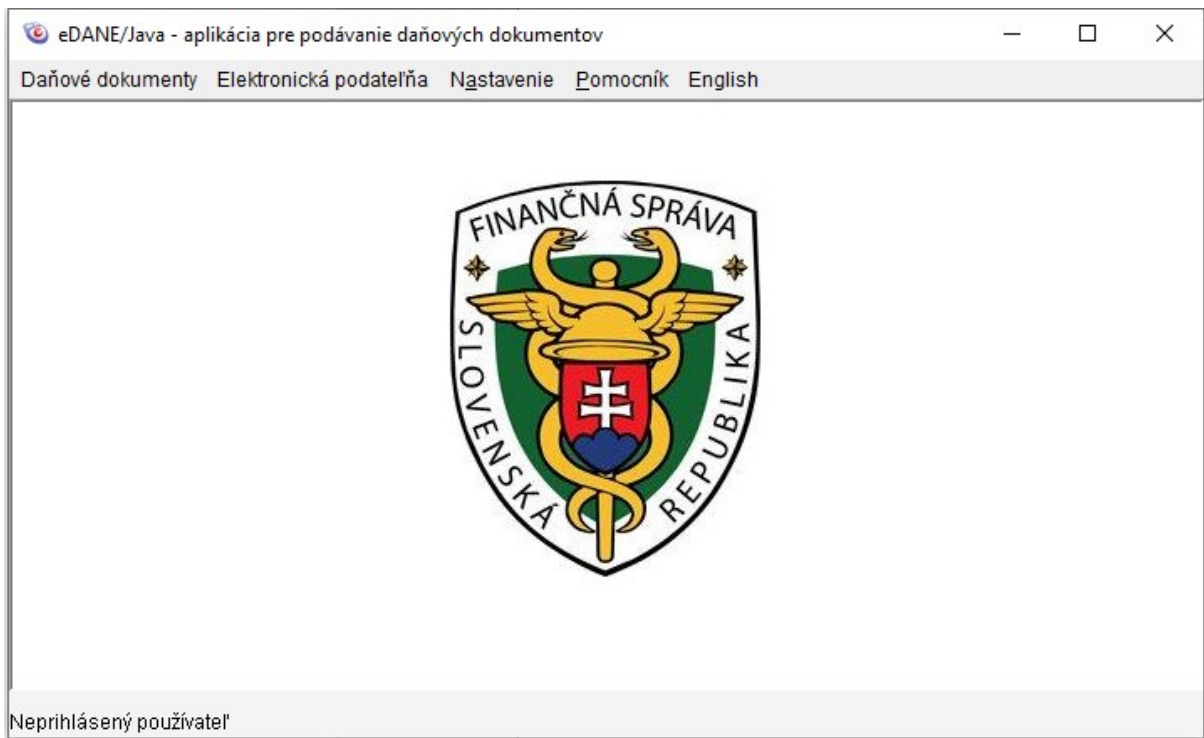 eDANE/Java - aplikácia pre podávanie daňových dokumentov
Daňové dokumenty Elektronická podateľňa Nastavenie Pomocník English
FINANČNÁ SPRÁVA
SLOVENSKÁ
REPUBLIKA
Neprihlásený používateľ